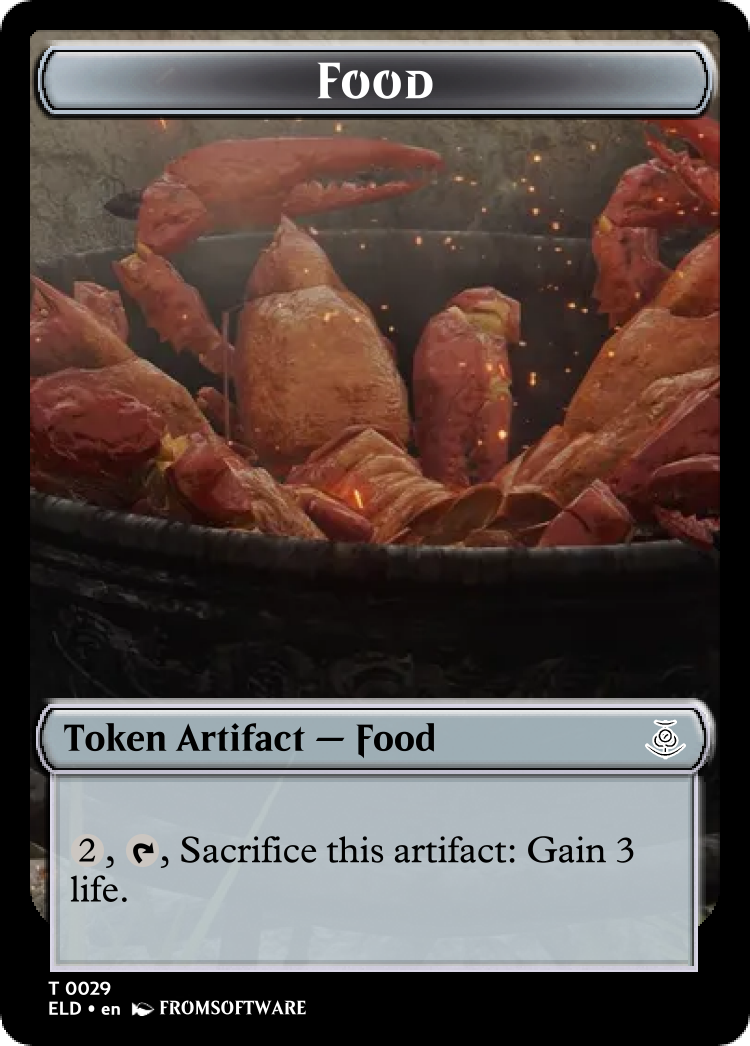 Food
Token Artifact — Food
2, , Sacrifice this artifact: Gain 3
life.
T 0029
ELD • en FROMSOFTWARE